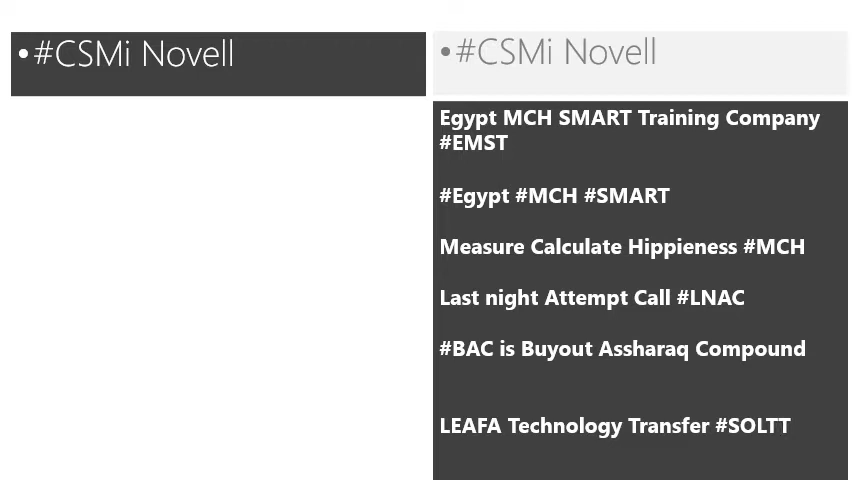 •#CSMi Novell
•#CSMi Novell
Egypt MCH SMART Training Company
#EMST
#Egypt #MCH #SMART
Measure Calculate Hippieness #MCH
Last night Attempt Call #LNAC
#BAC is Buyout Assharaq Compound
LEAFA Technology Transfer #SOLTT